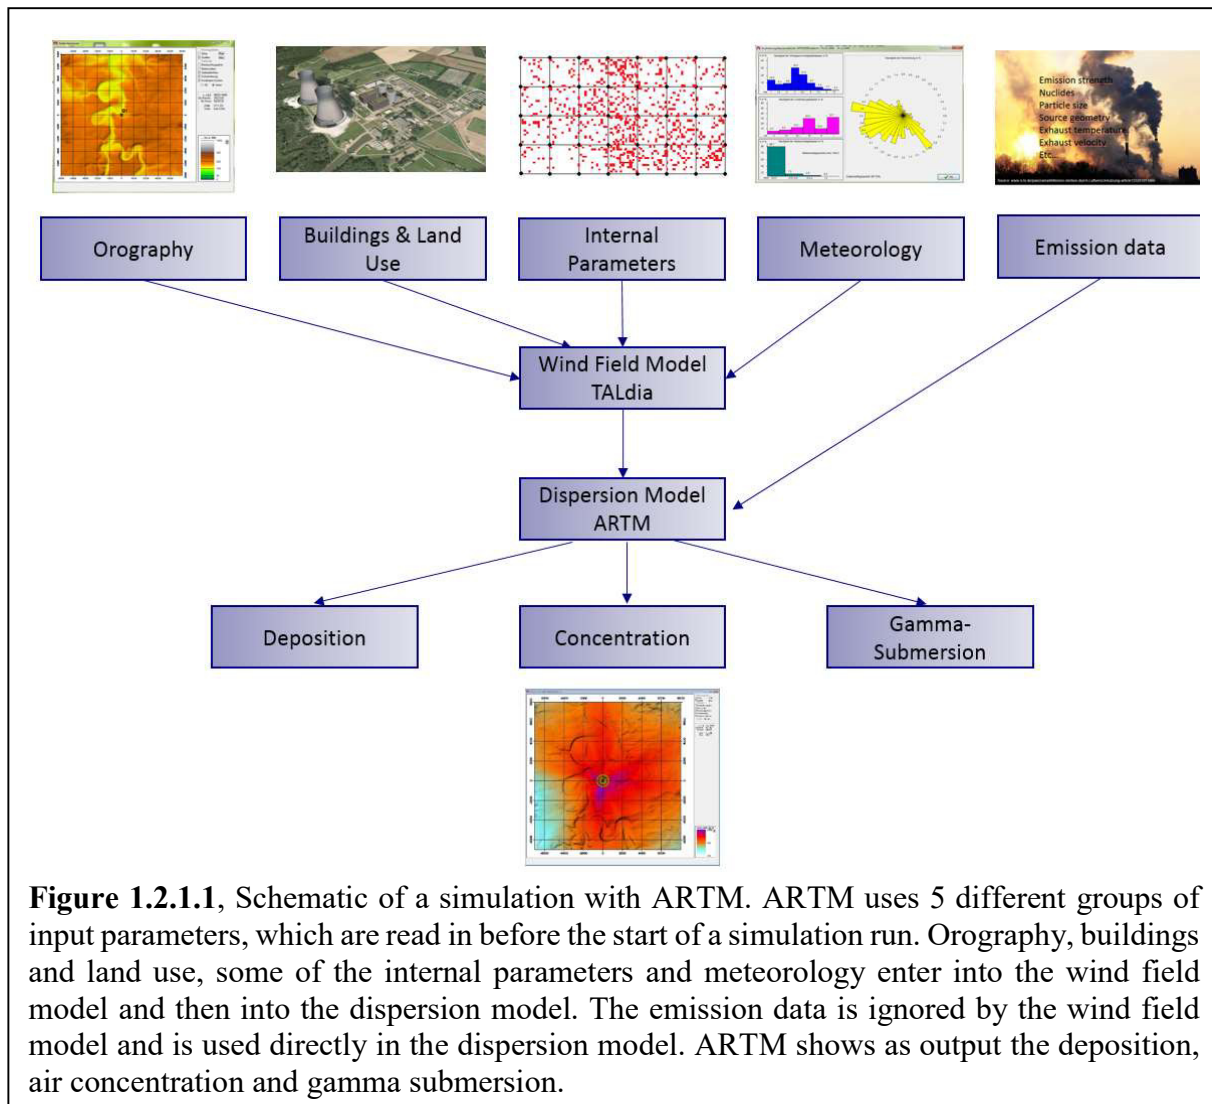 Emission strength
Nuclides
Particle size
Source geometry
Exhaust temperature
Exhaust velocity
Etc...
Orography
Buildings & Land
Use
Internal
Parameters
Meteorology
Emission data
Wind Field Model
TALdia
Dispersion Model
ARTM
Deposition
Concentration
Gamma-
Submersion
Figure 1.2.1.1, Schematic of a simulation with ARTM. ARTM uses 5 different groups of
input parameters, which are read in before the start of a simulation run. Orography, buildings
and land use, some of the internal parameters and meteorology enter into the wind field
model and then into the dispersion model. The emission data is ignored by the wind field
model and is used directly in the dispersion model. ARTM shows as output the deposition,
air concentration and gamma submersion.